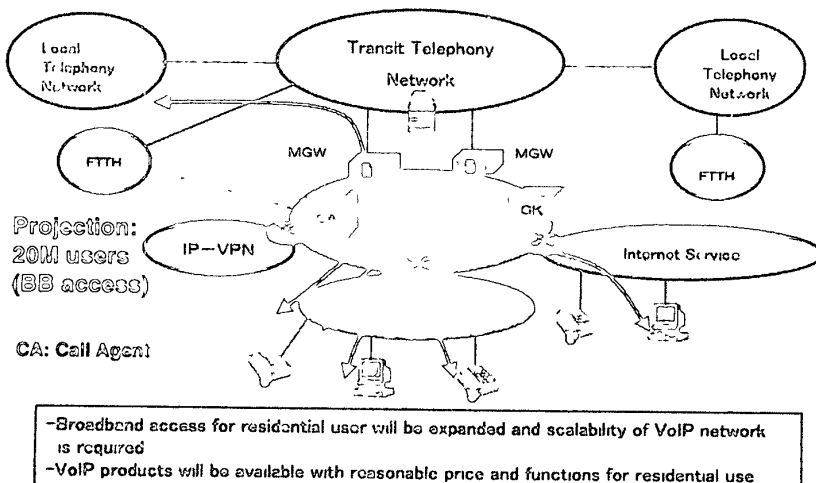 Local
Telephony
Network
Transit Telephony
Network
Local
Telephony
Network
FTTH
MGW
MGW
FTTH
CA
GK
Projection:
20M users
(BB access)
IP-VPN
Internet Service
CA: Call Agent
-Broadband access for residential user will be expanded and scalability of VoIP network
is required
-VoIP products will be available with reasonable price and functions for residential use